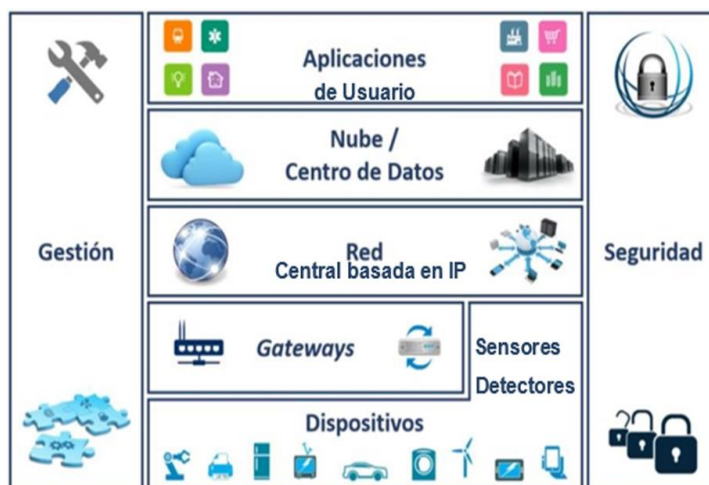 Aplicaciones
de Usuario
Nube /
Centro de Datos
Gestión
Red
Central basada en IP
Seguridad
Gateways
Sensores
Detectores
Dispositivos